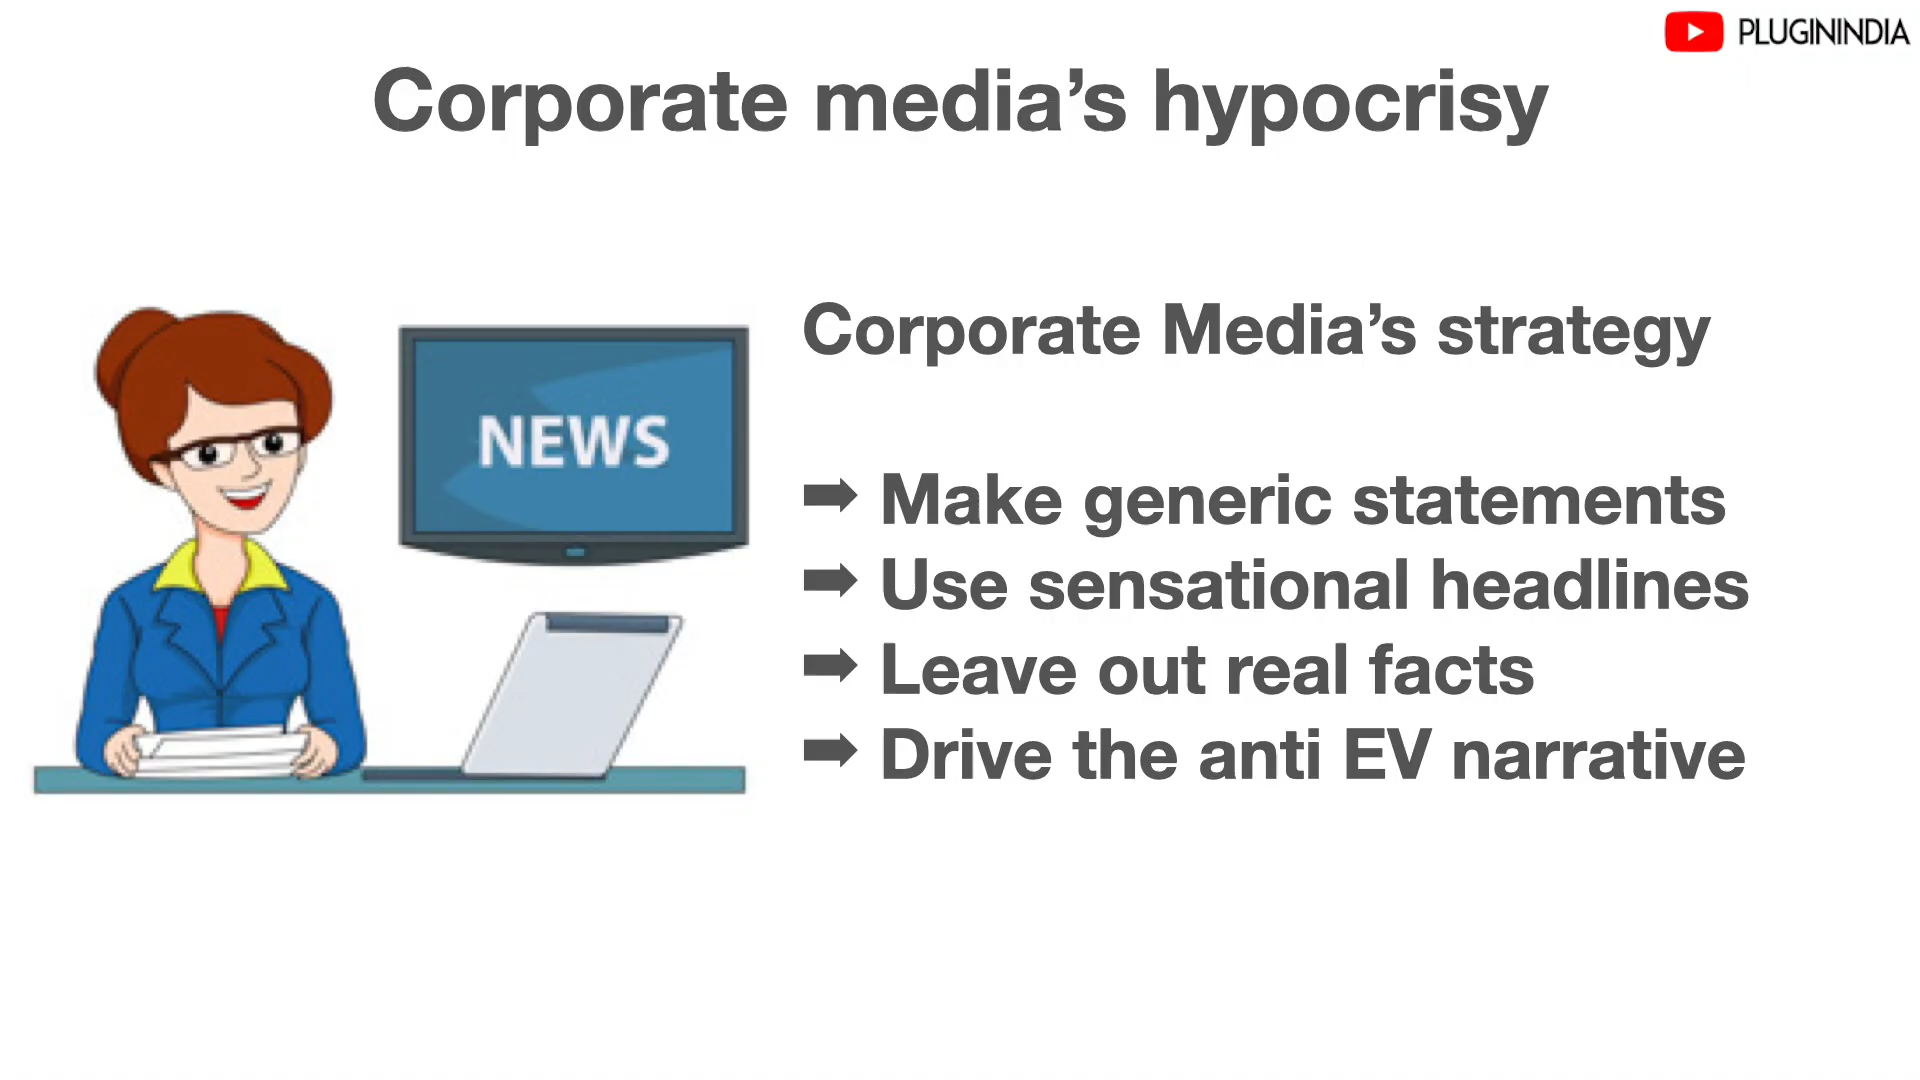 PLUGININDIA
Corporate media’s hypocrisy
NEWS
Corporate Media’s strategy
➡ Make generic statements
➡ Use sensational headlines
➡ Leave out real facts
➡ Drive the anti EV narrative